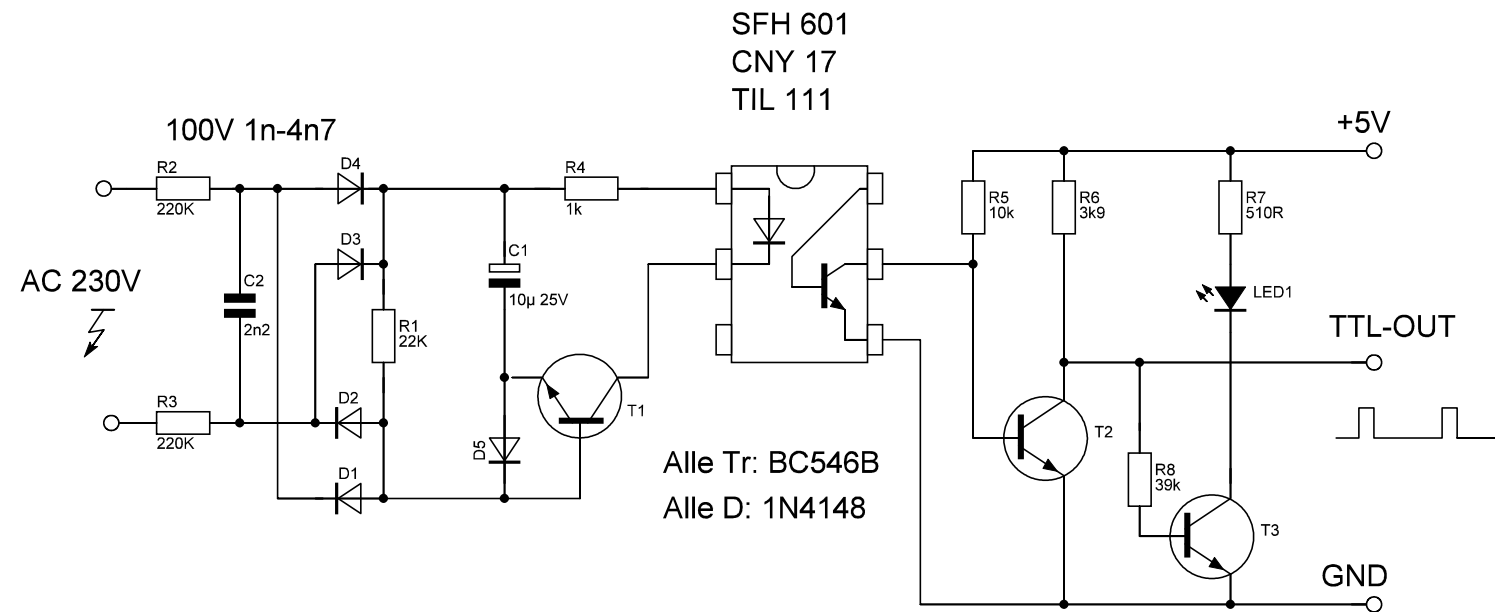 SFH 601
CNY 17
TIL 111
100V 1n-4n7
+5V
R2
220K
D4
R4
1k
R5
10k
R6
3k9
R7
510R
D3
C1
10µ 25V
AC 230V
C2
2n2
R1
22K
LED1
TTL-OUT
R3
220K
D2
T1
D5
D1
T2
Alle Tr: BC546B
Alle D: 1N4148
R8
39k
T3
GND